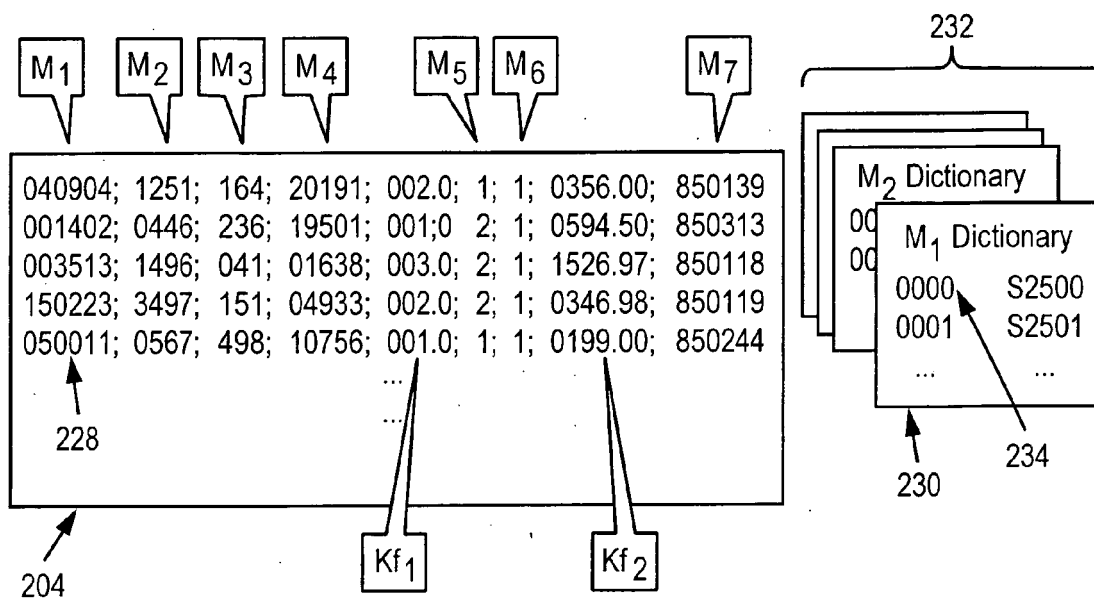 232
M1 M2 M3 M4 M5 M6 M7
040904; 1251; 164; 20191; 002.0; 1; 1; 0356.00; 850139
001402; 0446; 236; 19501; 001;0 2; 1; 0594.50; 850313
003513; 1496; 041; 01638; 003.0; 2; 1; 1526.97; 850118
150223; 3497; 151; 04933; 002.0; 2; 1; 0346.98; 850119
050011; 0567; 498; 10756; 001.0; 1; 1; 0199.00; 850244
...
...
228
204
Kf1 Kf2
M2 Dictionary
00
00
M1 Dictionary
0000 S2500
0001 S2501
... ...
230
234